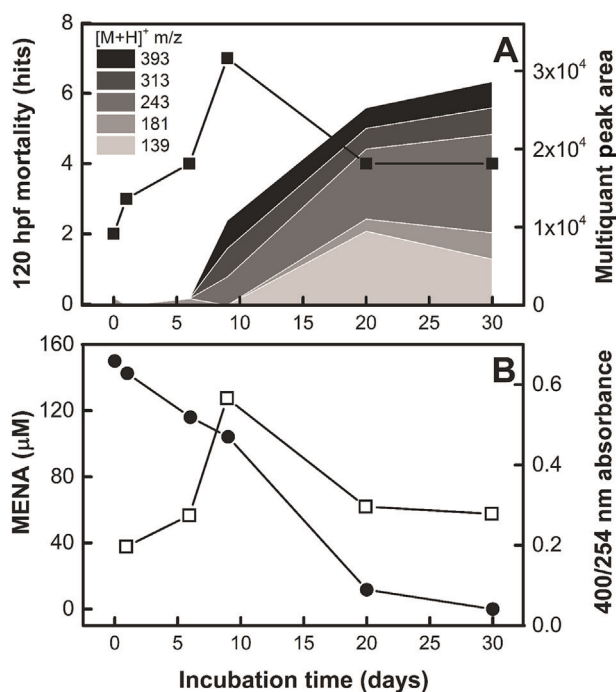 A
[M+H]⁺ m/z
393
313
243
181
139
120 hpf mortality (hits)
8
6
4
2
0
Multiquant peak area
3x10⁴
2x10⁴
1x10⁴
0
0 5 10 15 20 25 30
B
MENA (μM)
160
120
80
40
0
400/254 nm absorbance
0.6
0.4
0.2
0.0
0 5 10 15 20 25 30
Incubation time (days)